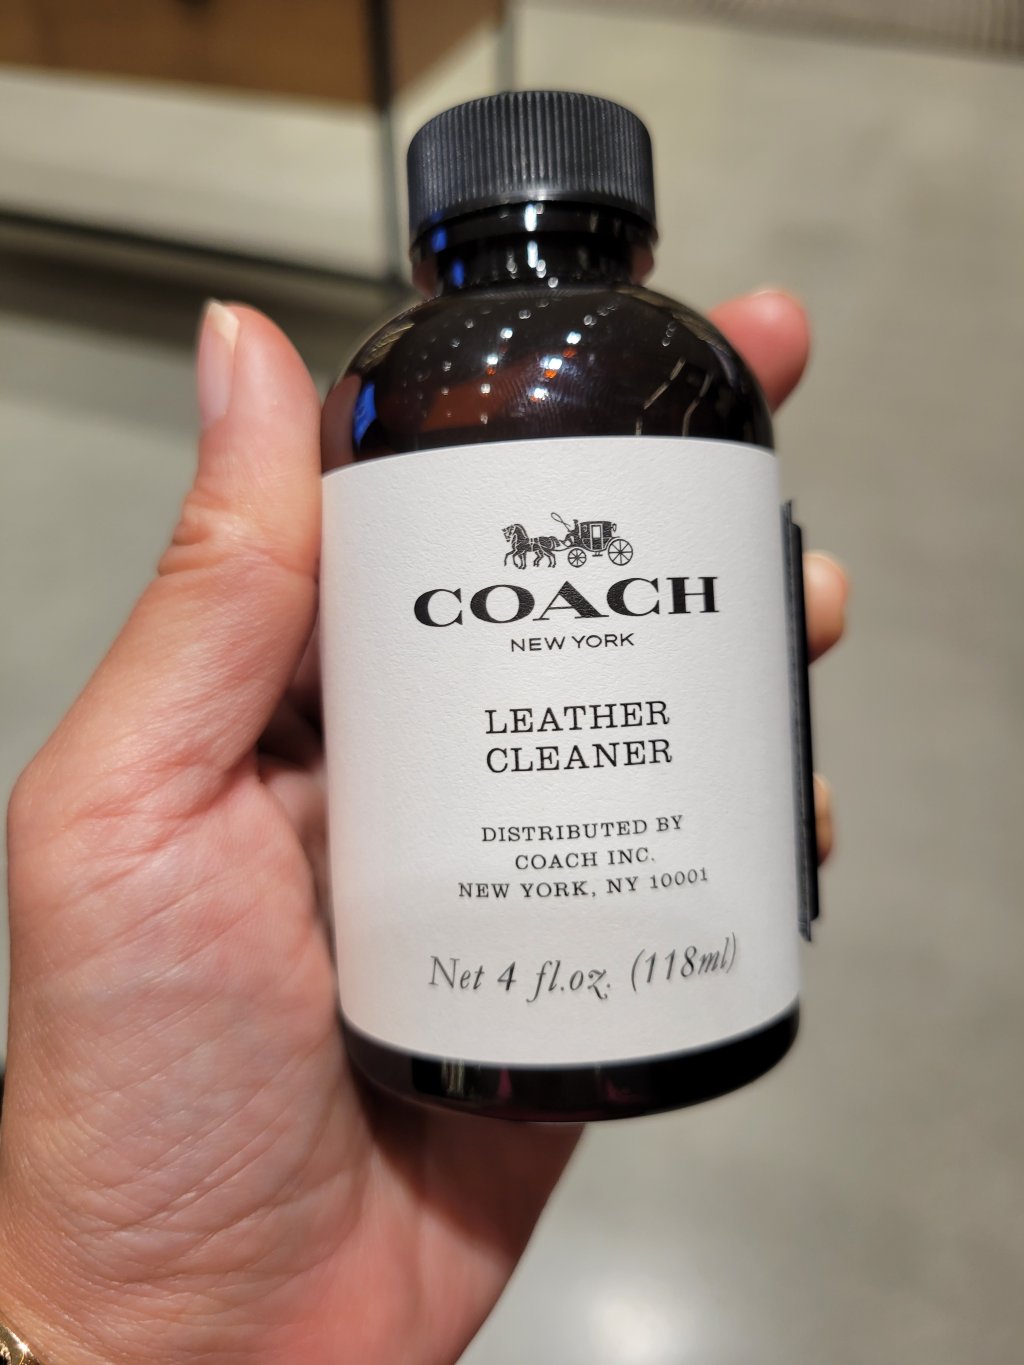 COACH
NEW YORK
LEATHER
CLEANER
DISTRIBUTED BY
COACH INC.
NEW YORK, NY 10001
Net 4 fl.oz. (118ml)